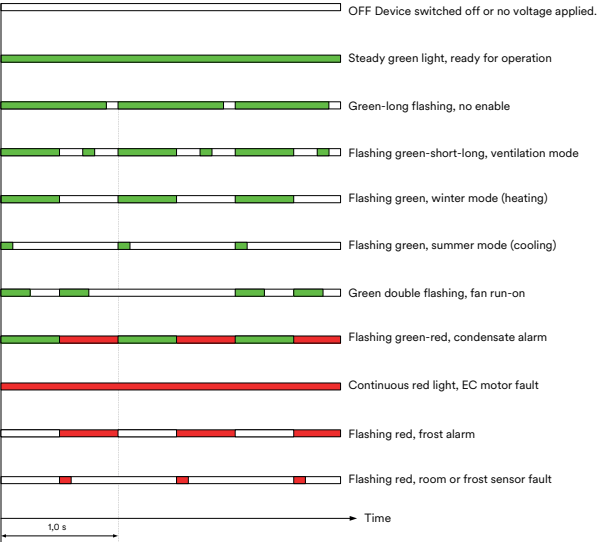 OFF Device switched off or no voltage applied.
Steady green light, ready for operation
Green-long flashing, no enable
Flashing green-short-long, ventilation mode
Flashing green, winter mode (heating)
Flashing green, summer mode (cooling)
Green double flashing, fan run-on
Flashing green-red, condensate alarm
Continuous red light, EC motor fault
Flashing red, frost alarm
Flashing red, room or frost sensor fault
Time
1,0 s